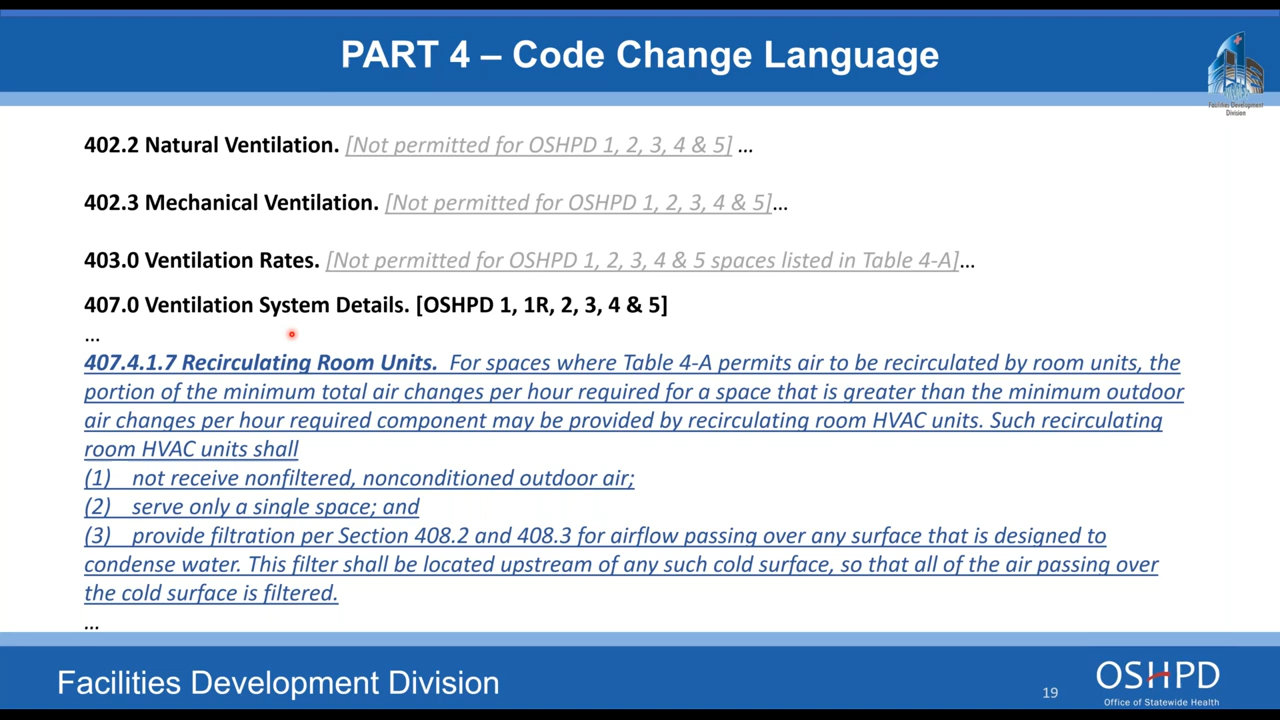 PART 4 – Code Change Language
Facilities Development
Division
402.2 Natural Ventilation. [Not permitted for OSHPD 1, 2, 3, 4 & 5] ...
402.3 Mechanical Ventilation. [Not permitted for OSHPD 1, 2, 3, 4 & 5]...
403.0 Ventilation Rates. [Not permitted for OSHPD 1, 2, 3, 4 & 5 spaces listed in Table 4-A]...
407.0 Ventilation System Details. [OSHPD 1, 1R, 2, 3, 4 & 5]
...
407.4.1.7 Recirculating Room Units. For spaces where Table 4-A permits air to be recirculated by room units, the
portion of the minimum total air changes per hour required for a space that is greater than the minimum outdoor
air changes per hour required component may be provided by recirculating room HVAC units. Such recirculating
room HVAC units shall
(1) not receive nonfiltered, nonconditioned outdoor air;
(2) serve only a single space; and
(3) provide filtration per Section 408.2 and 408.3 for airflow passing over any surface that is designed to
condense water. This filter shall be located upstream of any such cold surface, so that all of the air passing over
the cold surface is filtered.
...
Facilities Development Division
19
OSHPD
Office of Statewide Health